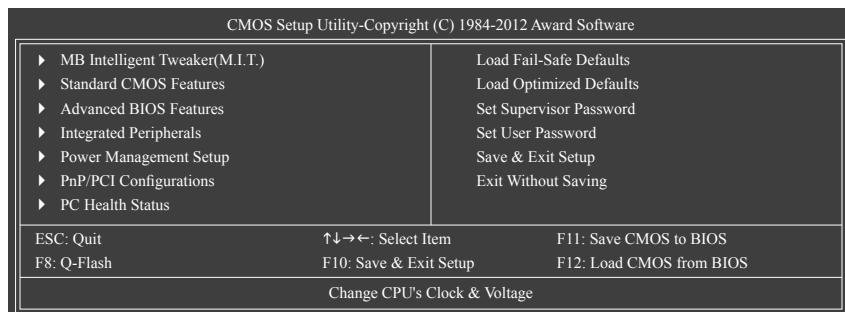 CMOS Setup Utility-Copyright (C) 1984-2012 Award Software
MB Intelligent Tweaker(M.I.T.)
Standard CMOS Features
Advanced BIOS Features
Integrated Peripherals
Power Management Setup
PnP/PCI Configurations
PC Health Status
Load Fail-Safe Defaults
Load Optimized Defaults
Set Supervisor Password
Set User Password
Save & Exit Setup
Exit Without Saving
ESC: Quit ↑↓→←: Select Item F11: Save CMOS to BIOS
F8: Q-Flash F10: Save & Exit Setup F12: Load CMOS from BIOS
Change CPU's Clock & Voltage